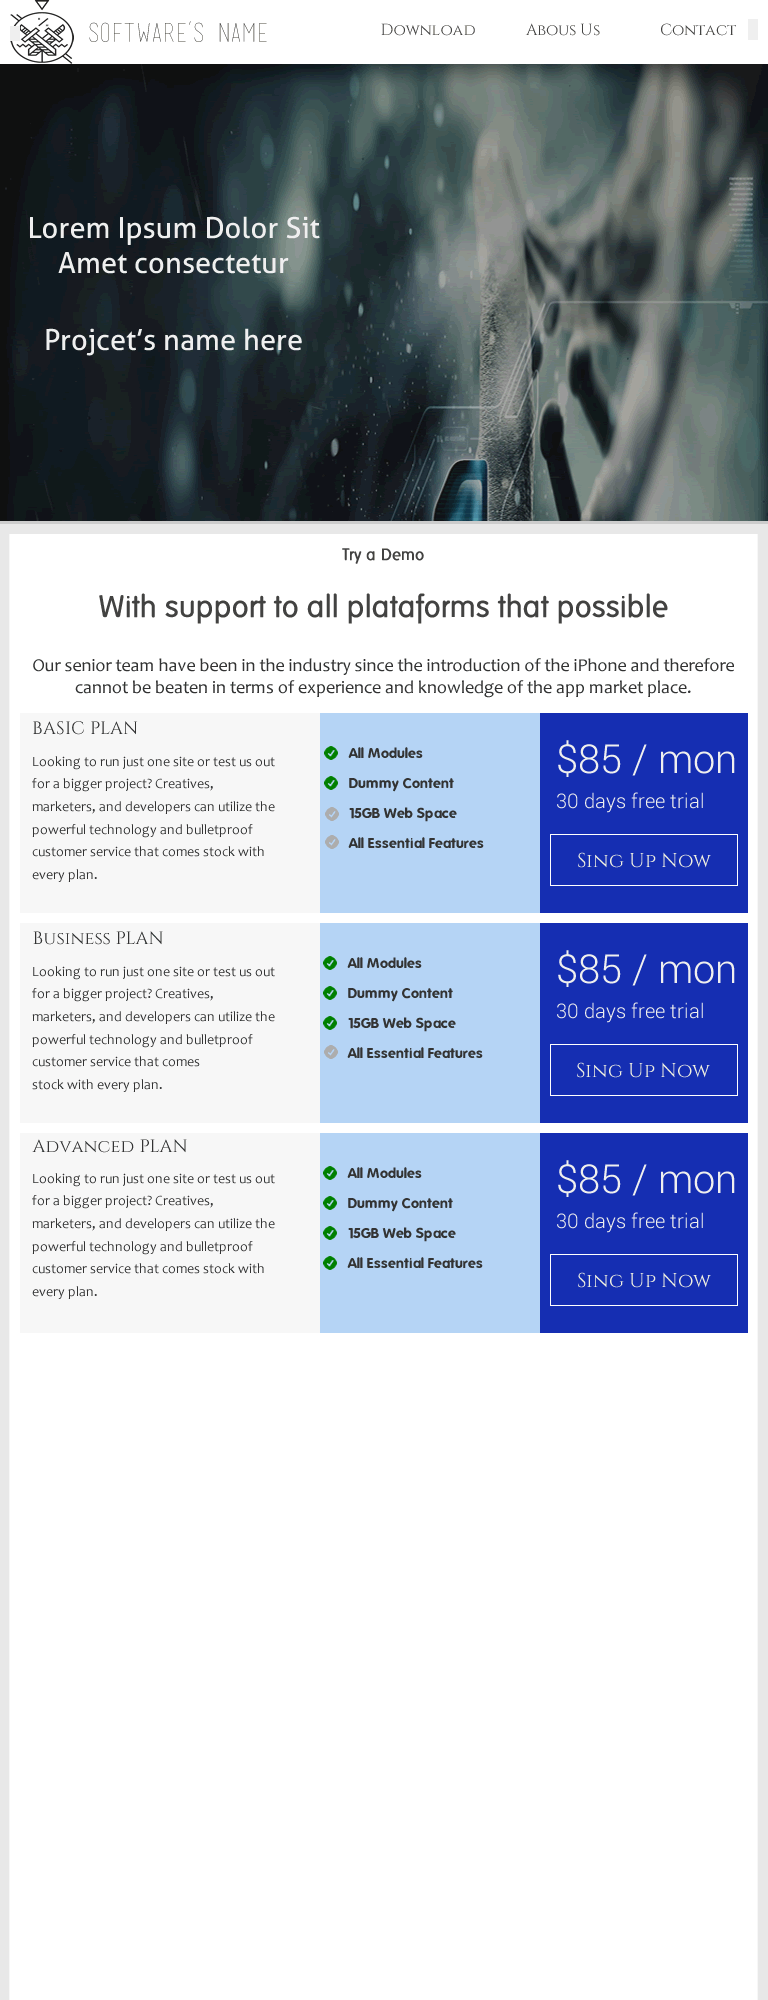 SOFTWARE'S NAME
Download
Abous Us
Contact
Lorem Ipsum Dolor Sit
Amet consectetur
Projcet's name here
Try a Demo
With support to all plataforms that possible
Our senior team have been in the industry since the introduction of the iPhone and therefore
cannot be beaten in terms of experience and knowledge of the app market place.
BASIC PLAN
Looking to run just one site or test us out
for a bigger project? Creatives,
marketers, and developers can utilize the
powerful technology and bulletproof
customer service that comes stock with
every plan.
All Modules
Dummy Content
15GB Web Space
All Essential Features
$85 / mon
30 days free trial
Sing Up Now
Business PLAN
Looking to run just one site or test us out
for a bigger project? Creatives,
marketers, and developers can utilize the
powerful technology and bulletproof
customer service that comes
stock with every plan.
All Modules
Dummy Content
15GB Web Space
All Essential Features
$85 / mon
30 days free trial
Sing Up Now
Advanced PLAN
Looking to run just one site or test us out
for a bigger project? Creatives,
marketers, and developers can utilize the
powerful technology and bulletproof
customer service that comes stock with
every plan.
All Modules
Dummy Content
15GB Web Space
All Essential Features
$85 / mon
30 days free trial
Sing Up Now